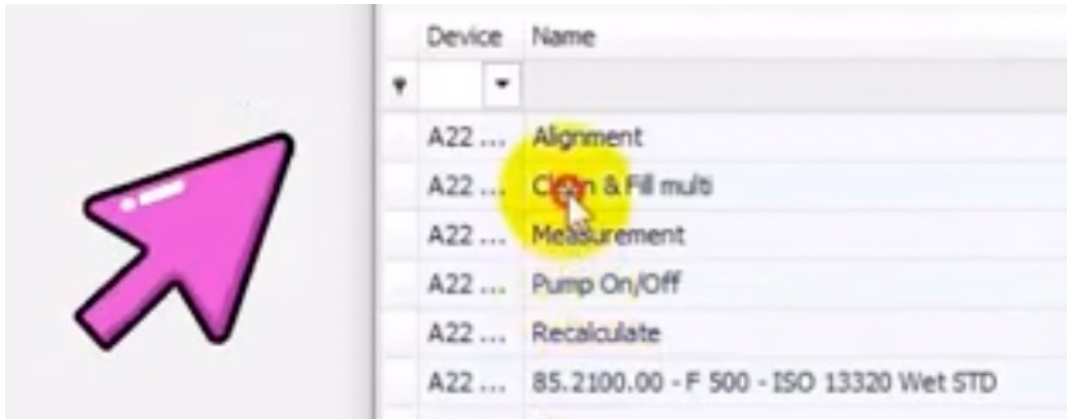 Device Name
A22 ... Alignment
A22 ... Clean & Fill multi
A22 ... Measurement
A22 ... Pump On/Off
A22 ... Recalculate
A22 ... 85.2100.00 - F 500 - ISO 13320 Wet STD